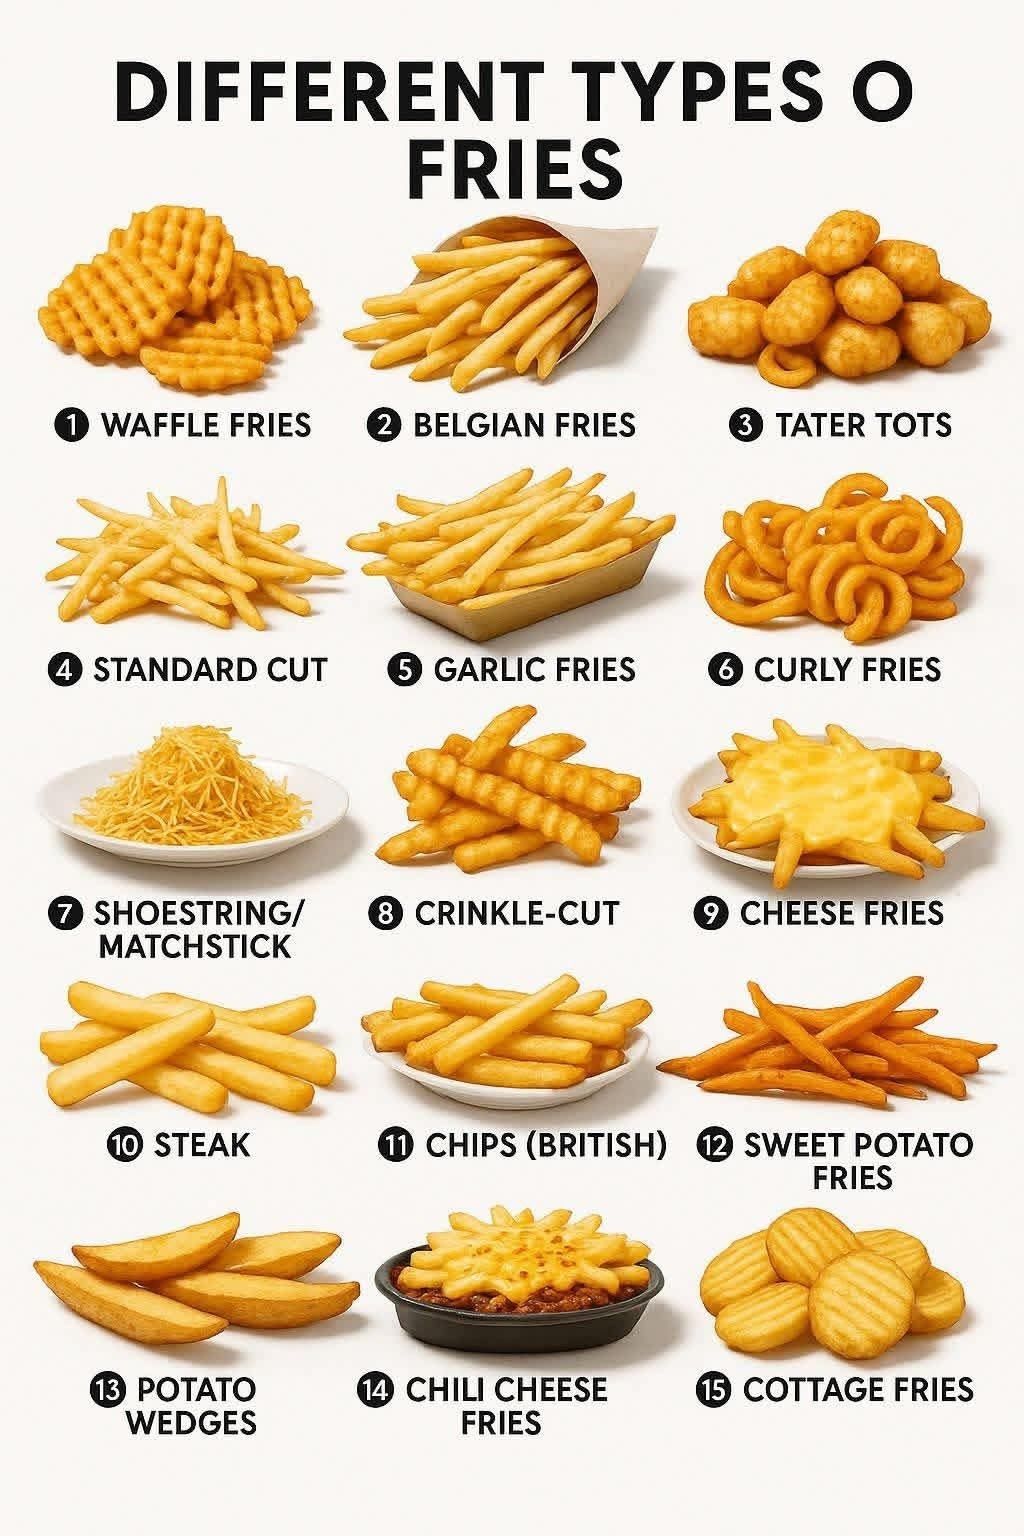 DIFFERENT TYPES O
FRIES
1 WAFFLE FRIES
2 BELGIAN FRIES
3 TATER TOTS
4 STANDARD CUT
5 GARLIC FRIES
6 CURLY FRIES
7 SHOESTRING/
MATCHSTICK
8 CRINKLE-CUT
9 CHEESE FRIES
10 STEAK
11 CHIPS (BRITISH)
12 SWEET POTATO
FRIES
13 POTATO
WEDGES
14 CHILI CHEESE
FRIES
15 COTTAGE FRIES